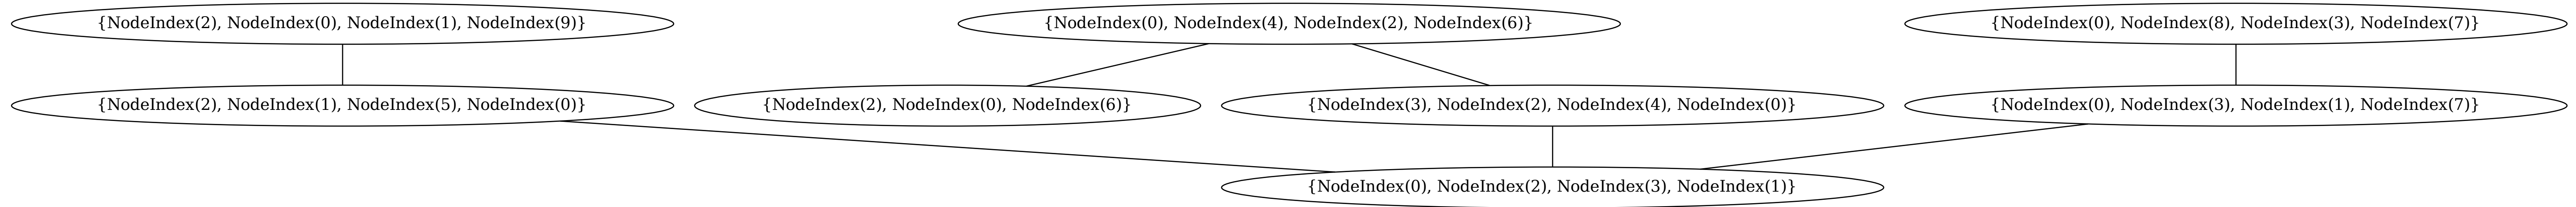 {NodeIndex(2), NodeIndex(0), NodeIndex(1), NodeIndex(9)}
{NodeIndex(0), NodeIndex(4), NodeIndex(2), NodeIndex(6)}
{NodeIndex(0), NodeIndex(8), NodeIndex(3), NodeIndex(7)}
{NodeIndex(2), NodeIndex(1), NodeIndex(5), NodeIndex(0)}
{NodeIndex(2), NodeIndex(0), NodeIndex(6)}
{NodeIndex(3), NodeIndex(2), NodeIndex(4), NodeIndex(0)}
{NodeIndex(0), NodeIndex(3), NodeIndex(1), NodeIndex(7)}
{NodeIndex(0), NodeIndex(2), NodeIndex(3), NodeIndex(1)}